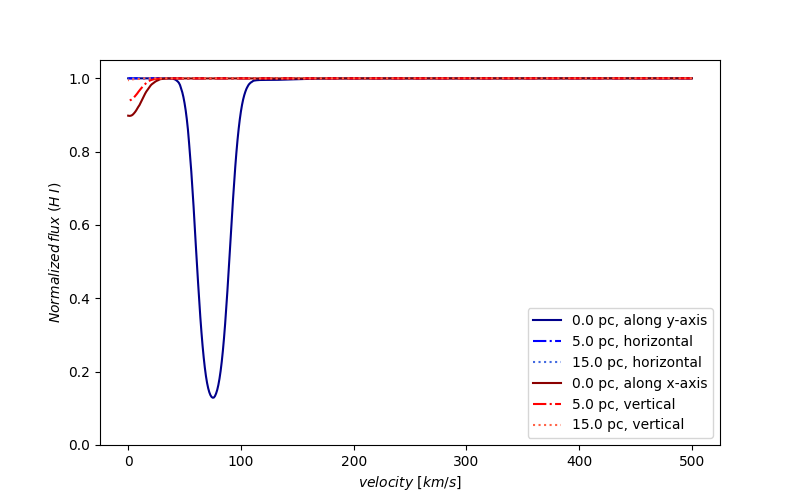 1.0
0.8
0.6
0.4
0.2
0.0
Normalized flux (H I)
0 100 200 300 400 500
velocity [km/s]
0.0 pc, along y-axis
5.0 pc, horizontal
15.0 pc, horizontal
0.0 pc, along x-axis
5.0 pc, vertical
15.0 pc, vertical